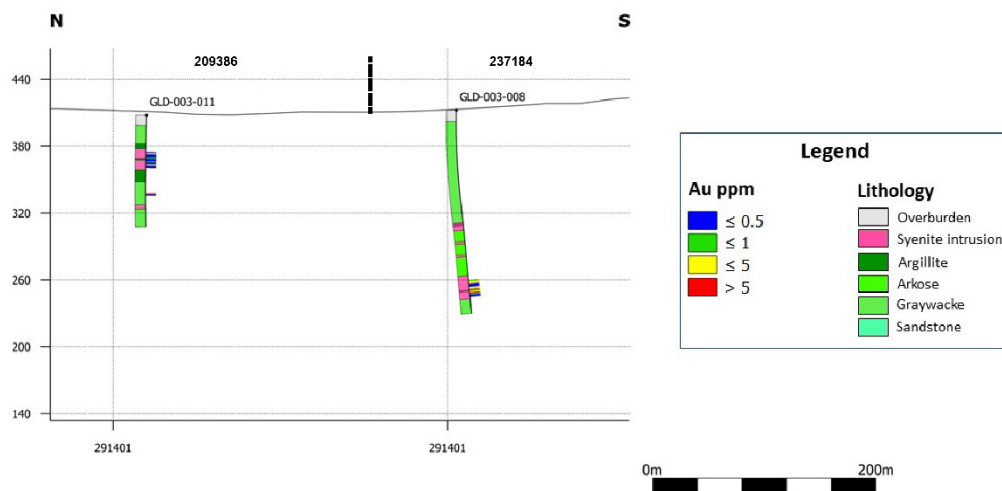 N
S
209386
237184
GLD-003-011
GLD-003-008
440
380
320
260
200
140
291401
291401
Legend
Au ppm
≤ 0.5
≤ 1
≤ 5
> 5
Lithology
Overburden
Syenite intrusion
Argillite
Arkose
Graywacke
Sandstone
0m
200m